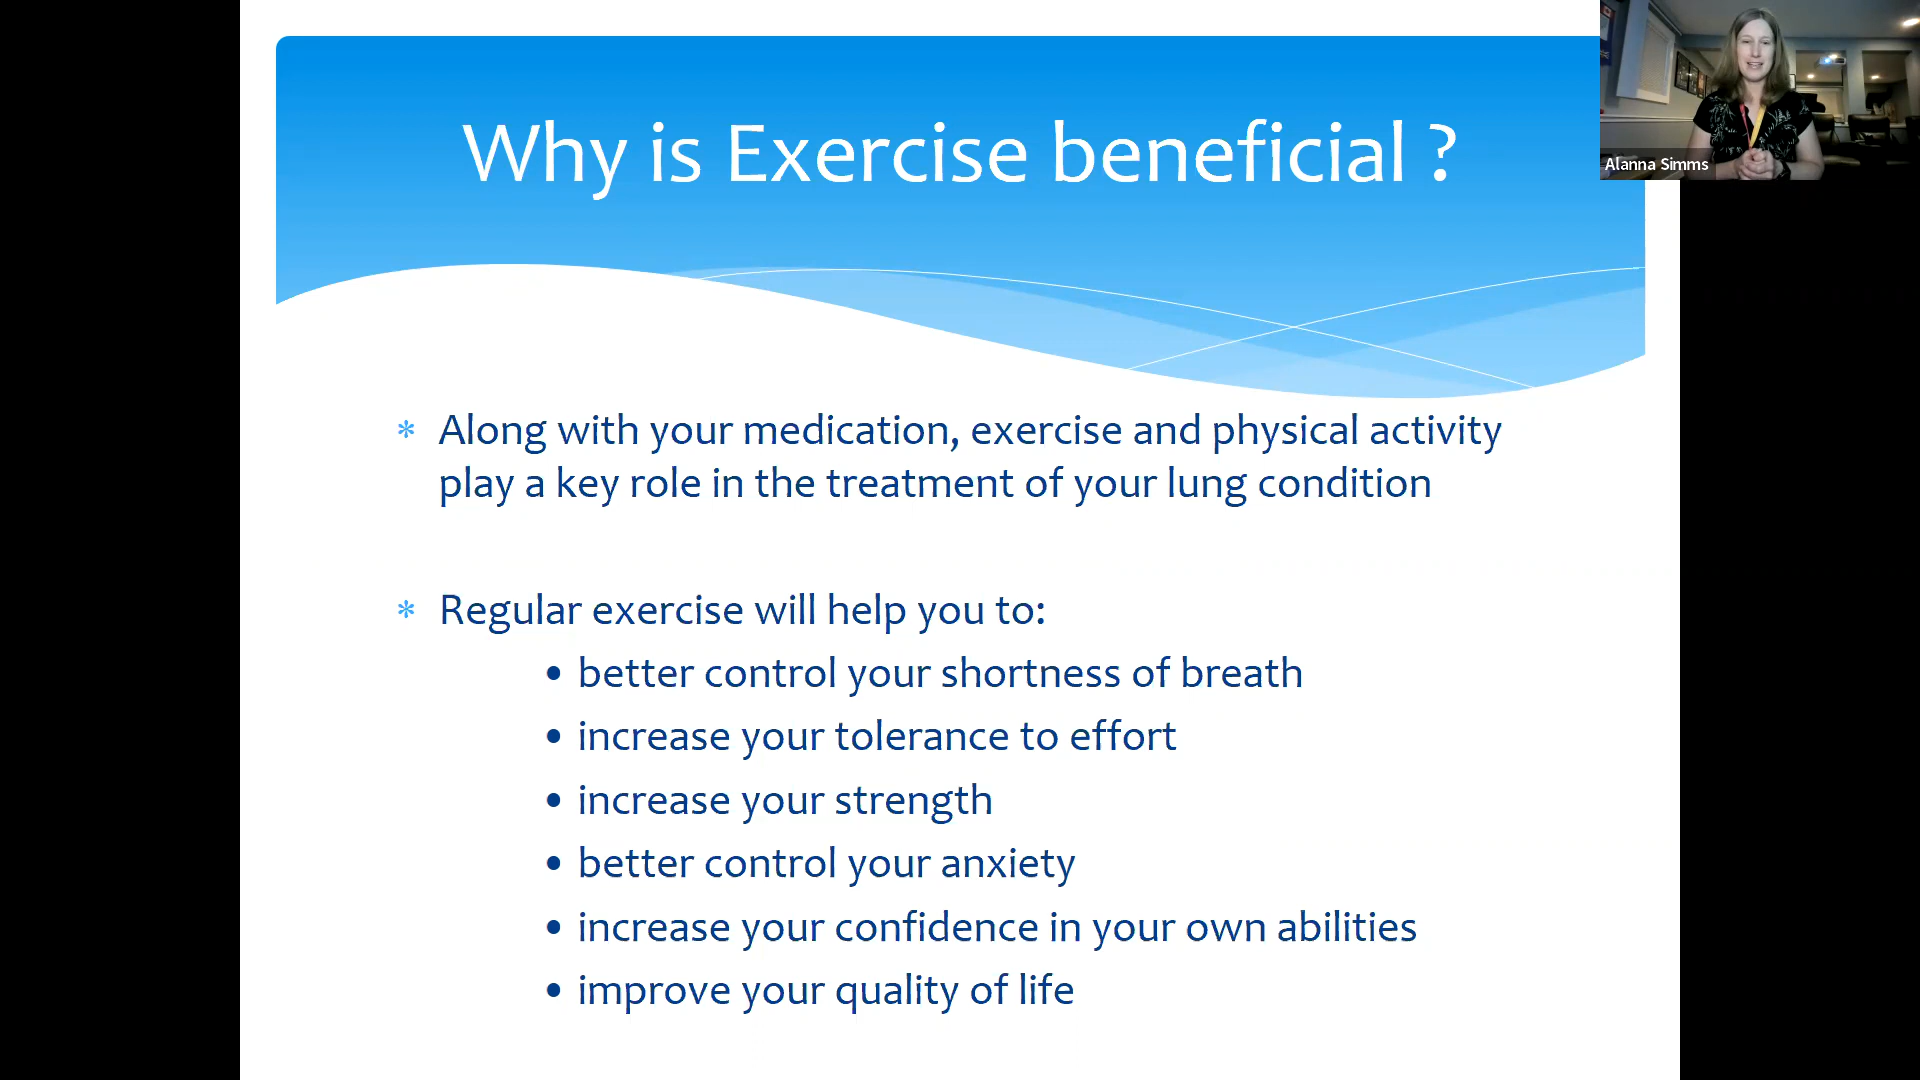 Why is Exercise beneficial ?
Alanna Simms
* Along with your medication, exercise and physical activity
play a key role in the treatment of your lung condition
* Regular exercise will help you to:
• better control your shortness of breath
• increase your tolerance to effort
• increase your strength
• better control your anxiety
• increase your confidence in your own abilities
• improve your quality of life